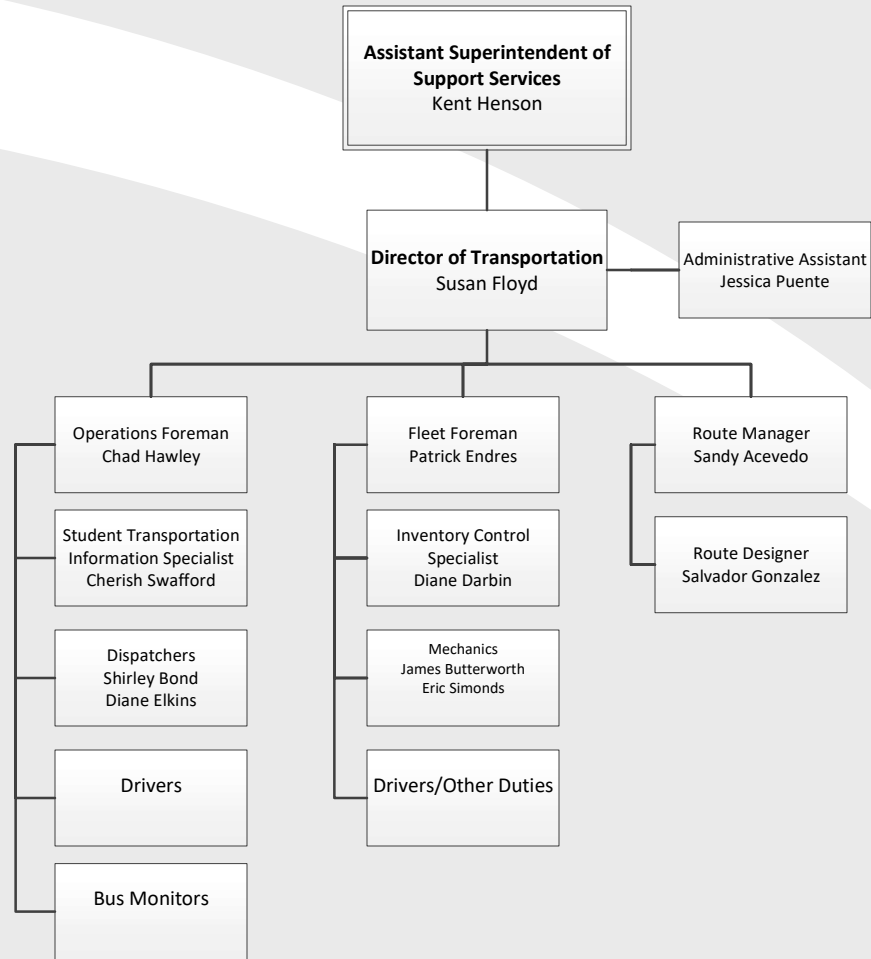 Assistant Superintendent of
Support Services
Kent Henson
Director of Transportation
Susan Floyd
Administrative Assistant
Jessica Puente
Operations Foreman
Chad Hawley
Fleet Foreman
Patrick Endres
Route Manager
Sandy Acevedo
Student Transportation
Information Specialist
Cherish Swafford
Inventory Control
Specialist
Diane Darbin
Route Designer
Salvador Gonzalez
Dispatchers
Shirley Bond
Diane Elkins
Mechanics
James Butterworth
Eric Simonds
Drivers
Drivers/Other Duties
Bus Monitors